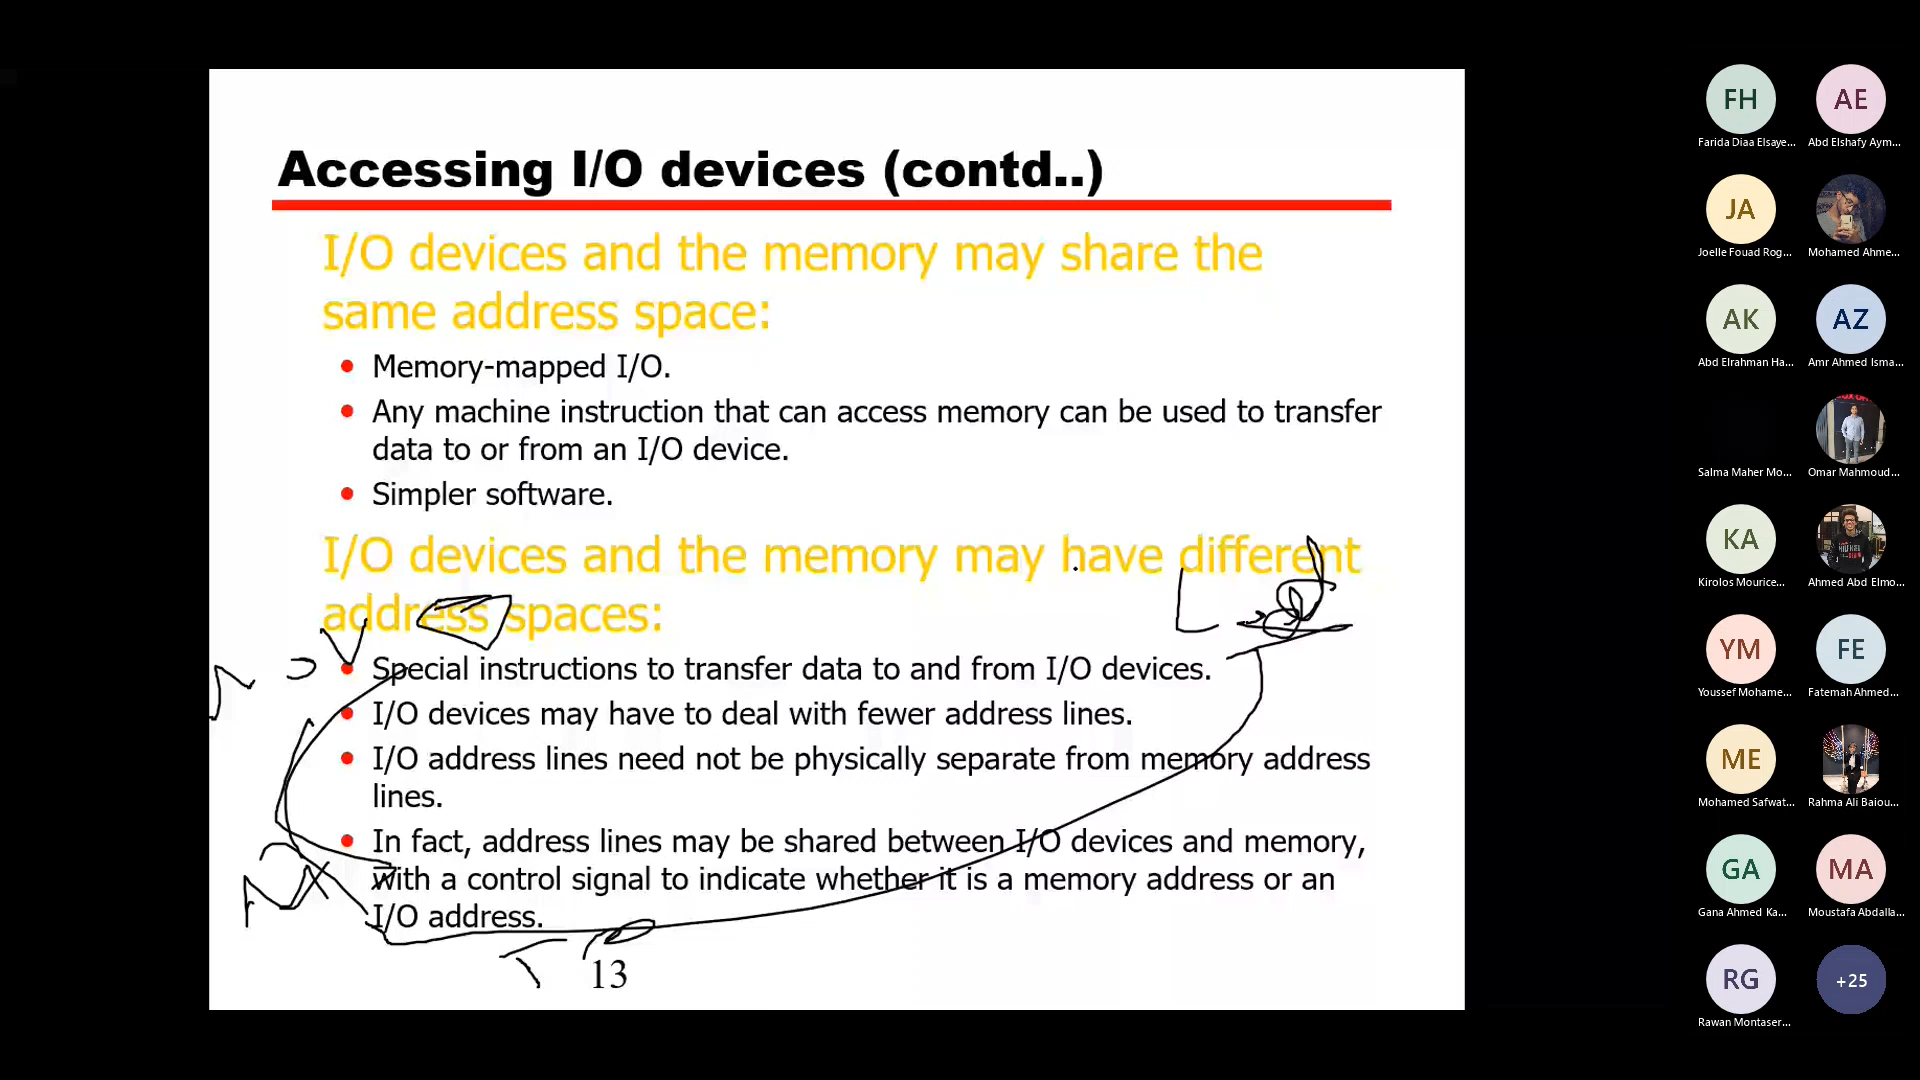 Accessing I/O devices (contd..)
I/O devices and the memory may share the
same address space:
• Memory-mapped I/O.
• Any machine instruction that can access memory can be used to transfer
data to or from an I/O device.
• Simpler software.
I/O devices and the memory may have different
address spaces:
• Special instructions to transfer data to and from I/O devices.
• I/O devices may have to deal with fewer address lines.
• I/O address lines need not be physically separate from memory address
lines.
• In fact, address lines may be shared between I/O devices and memory,
with a control signal to indicate whether it is a memory address or an
I/O address.
13
FH
Farida Diaa Elsaye...
AE
Abd Elshafy Aym...
JA
Joelle Fouad Rog...
Mohamed Ahme...
AK
Abd Elrahman Ha...
AZ
Amr Ahmed Isma...
Salma Maher Mo...
Omar Mahmoud...
KA
Kirolos Mourice...
Ahmed Abd Elmo...
YM
Youssef Mohame...
FE
Fatemah Ahmed...
ME
Mohamed Safwat...
Rahma Ali Baiou...
GA
Gana Ahmed Ka...
MA
Moustafa Abdalla...
RG
Rawan Montaser...
+25